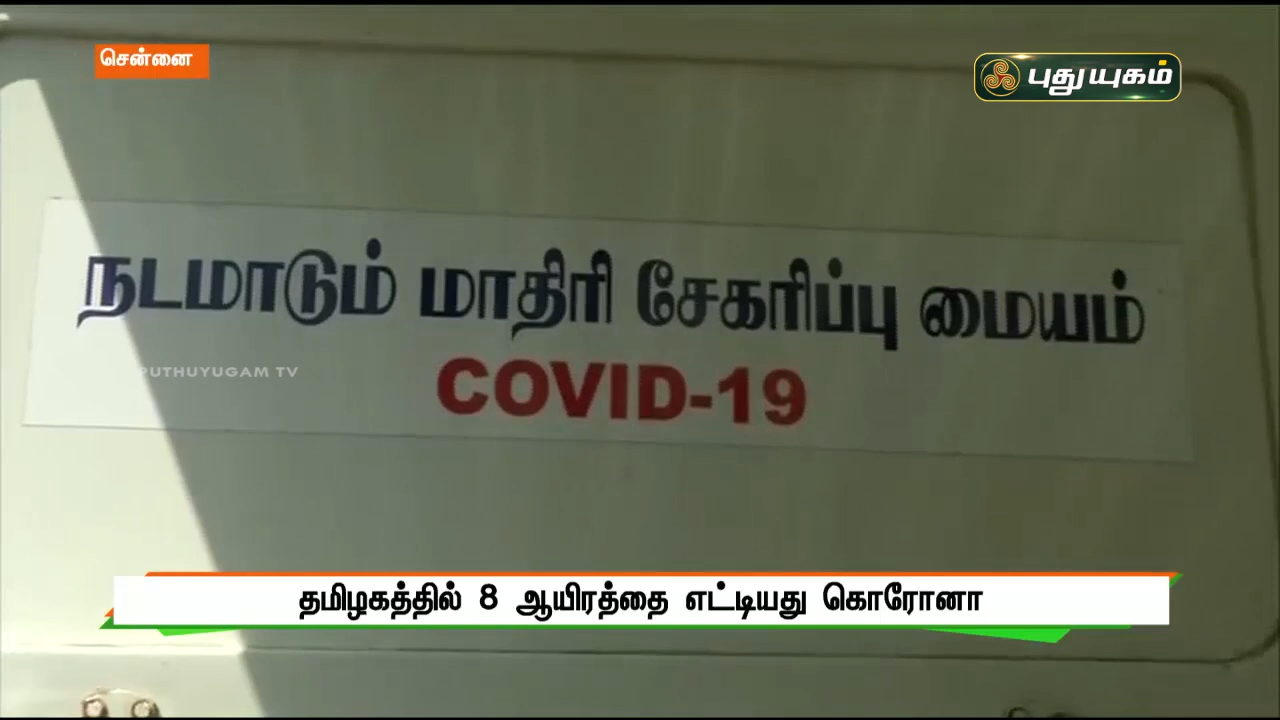 சென்னை
புதுயுகம்
நடமாடும் மாதிரி சேகரிப்பு மையம்
PUTHUYUGAM TV
COVID-19
தமிழகத்தில் 8 ஆயிரத்தை எட்டியது கொரோனா